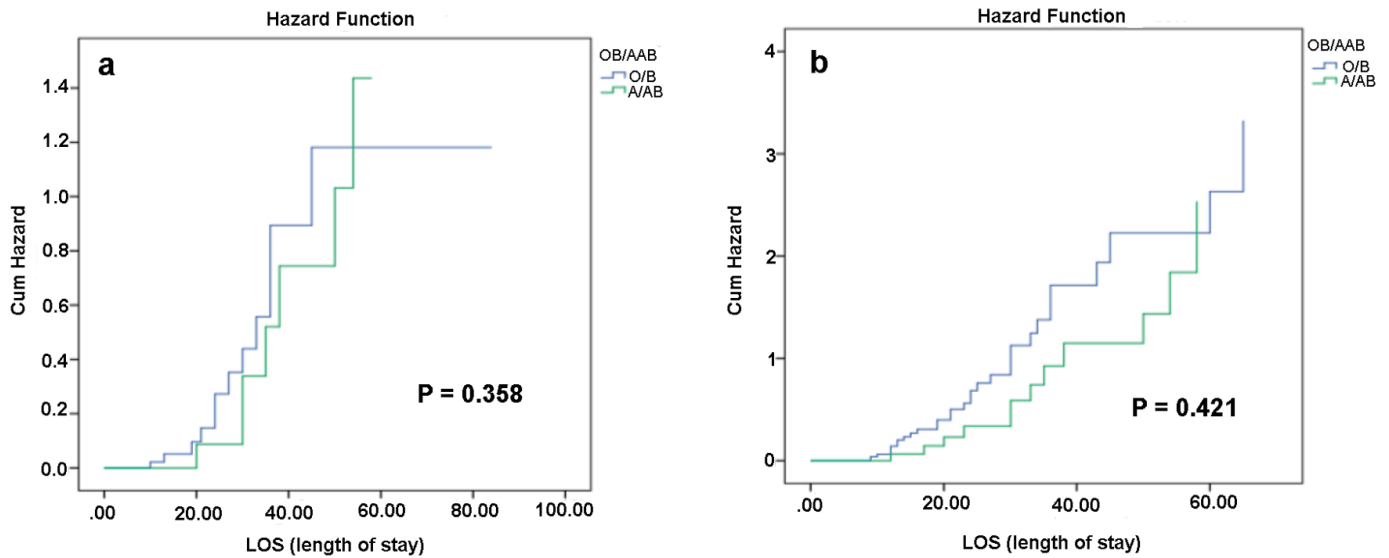 Hazard Function
a
OB/AAB
O/B
A/AB
1.4
1.2
1.0
0.8
0.6
0.4
0.2
0.0
Cum Hazard
P = 0.358
.00 20.00 40.00 60.00 80.00 100.00
LOS (length of stay)
Hazard Function
b
OB/AAB
O/B
A/AB
4
3
2
1
0
Cum Hazard
P = 0.421
.00 20.00 40.00 60.00
LOS (length of stay)